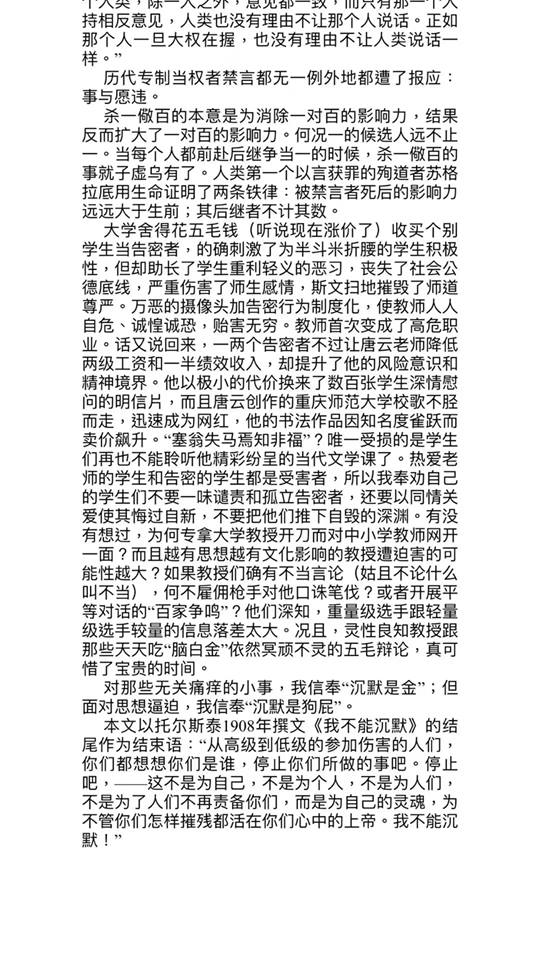 个人类，除一人之外，意见都一致，而只有那一个人
持相反意见，人类也没有理由不让那个人说话。正如
那个人一旦大权在握，也没有理由不让人类说话一
样。”
历代专制当权者禁言都无一例外地都遭了报应：
事与愿违。
杀一儆百的本意是为消除一对百的影响力，结果
反而扩大了一对百的影响力。何况一的候选人远不止
一。当每个人都前赴后继争当一的时候，杀一儆百的
事就子虚乌有了。人类第一个以言获罪的殉道者苏格
拉底用生命证明了两条铁律：被禁言者死后的影响力
远远大于生前；其后继者不计其数。
大学舍得花五毛钱（听说现在涨价了）收买个别
学生当告密者，的确刺激了为半斗米折腰的学生积极
性，但却助长了学生重利轻义的恶习，丧失了社会公
德底线，严重伤害了师生感情，斯文扫地摧毁了师道
尊严。万恶的摄像头加告密行为制度化，使教师人人
自危、诚惶诚恐，贻害无穷。教师首次变成了高危职
业。话又说回来，一两个告密者不过让唐云老师降低
两级工资和一半绩效收入，却提升了他的风险意识和
精神境界。他以极小的代价换来了数百张学生深情慰
问的明信片，而且唐云创作的重庆师范大学校歌不胫
而走，迅速成为网红，他的书法作品因知名度雀跃而
卖价飙升。“塞翁失马焉知非福”？唯一受损的是学生
们再也不能聆听他精彩纷呈的当代文学课了。热爱老
师的学生和告密的学生都是受害者，所以我奉劝自己
的学生们不要一味谴责和孤立告密者，还要以同情关
爱使其悔过自新，不要把他们推下自毁的深渊。有没
有想过，为何专拿大学教授开刀而对中小学教师网开
一面？而且越有思想越有文化影响的教授遭迫害的可
能性越大？如果教授们确有不当言论（姑且不论什么
叫不当），何不雇佣枪手对他口诛笔伐？或者开展平
等对话的“百家争鸣”？他们深知，重量级选手跟轻量
级选手较量的信息落差太大。况且，灵性良知教授跟
那些天天吃“脑白金”依然冥顽不灵的五毛辩论，真可
惜了宝贵的时间。
对那些无关痛痒的小事，我信奉“沉默是金”；但
面对思想逼迫，我信奉“沉默是狗屁”。
本文以托尔斯泰1908年撰文《我不能沉默》的结
尾作为结束语：“从高级到低级的参加伤害的人们，
你们都想想你们是谁，停止你们所做的事吧。停止
吧，——这不是为自己，不是为个人，不是为人们，
不是为了人们不再责备你们，而是为自己的灵魂，为
不管你们怎样摧残都活在你们心中的上帝。我不能沉
默！”